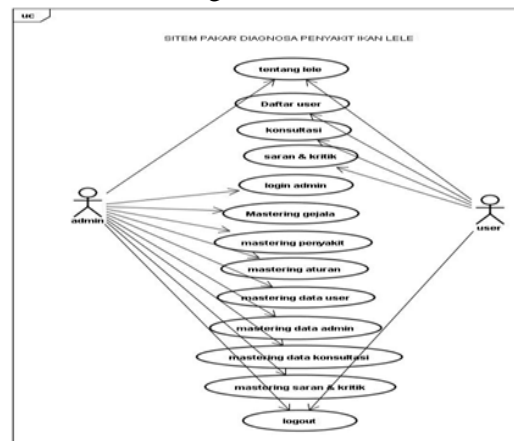 uc
SITEM PAKAR DIAGNOSA PENYAKIT IKAN LELE
tentang lele
Daftar user
konsultasi
saran & kritik
login admin
Mastering gejala
admin
user
mastering penyakit
mastering aturan
mastering data user
mastering data admin
mastering data konsultasi
mastering saran & kritik
logout